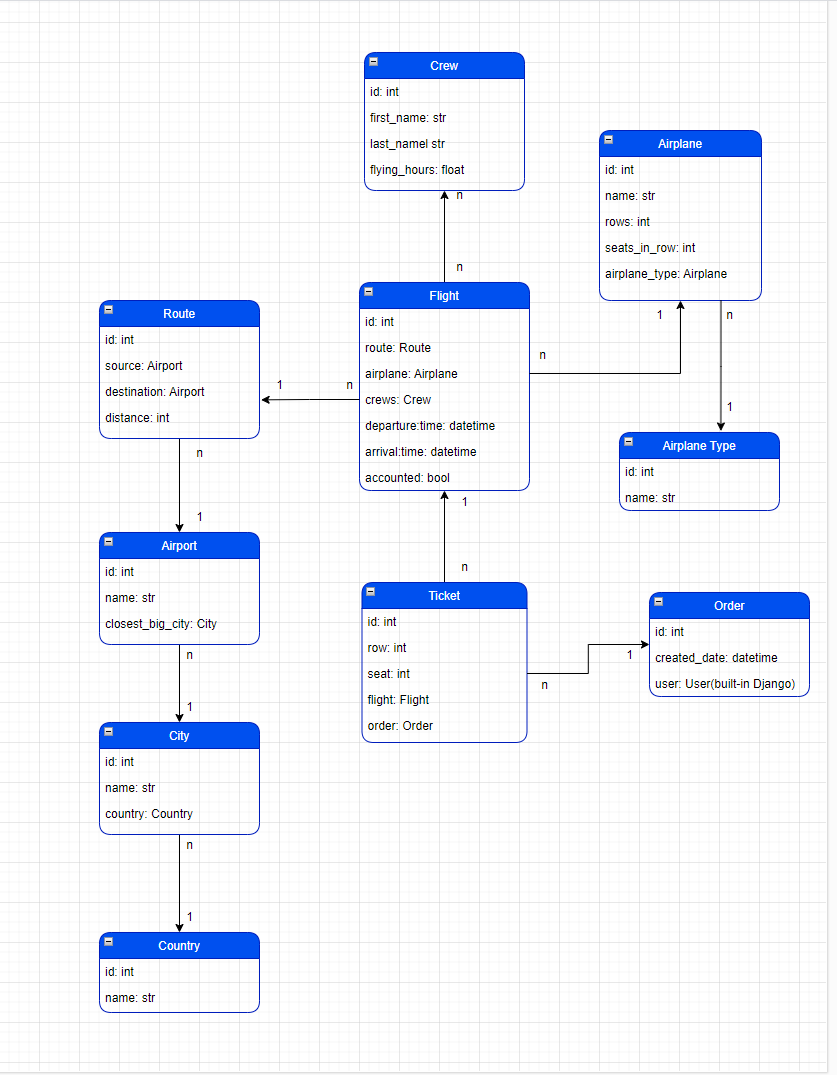 Crew
id: int
first_name: str
last_namel str
flying_hours: float
n
n
Airplane
id: int
name: str
rows: int
seats_in_row: int
airplane_type: Airplane
1
n
n
1
Airplane Type
id: int
name: str
Flight
id: int
route: Route
airplane: Airplane
crews: Crew
departure:time: datetime
arrival:time: datetime
accounted: bool
1
n
Route
id: int
source: Airport
destination: Airport
distance: int
n
1
1
n
Airport
id: int
name: str
closest_big_city: City
n
1
Ticket
id: int
row: int
seat: int
flight: Flight
order: Order
n
1
Order
id: int
created_date: datetime
user: User(built-in Django)
City
id: int
name: str
country: Country
n
1
Country
id: int
name: str